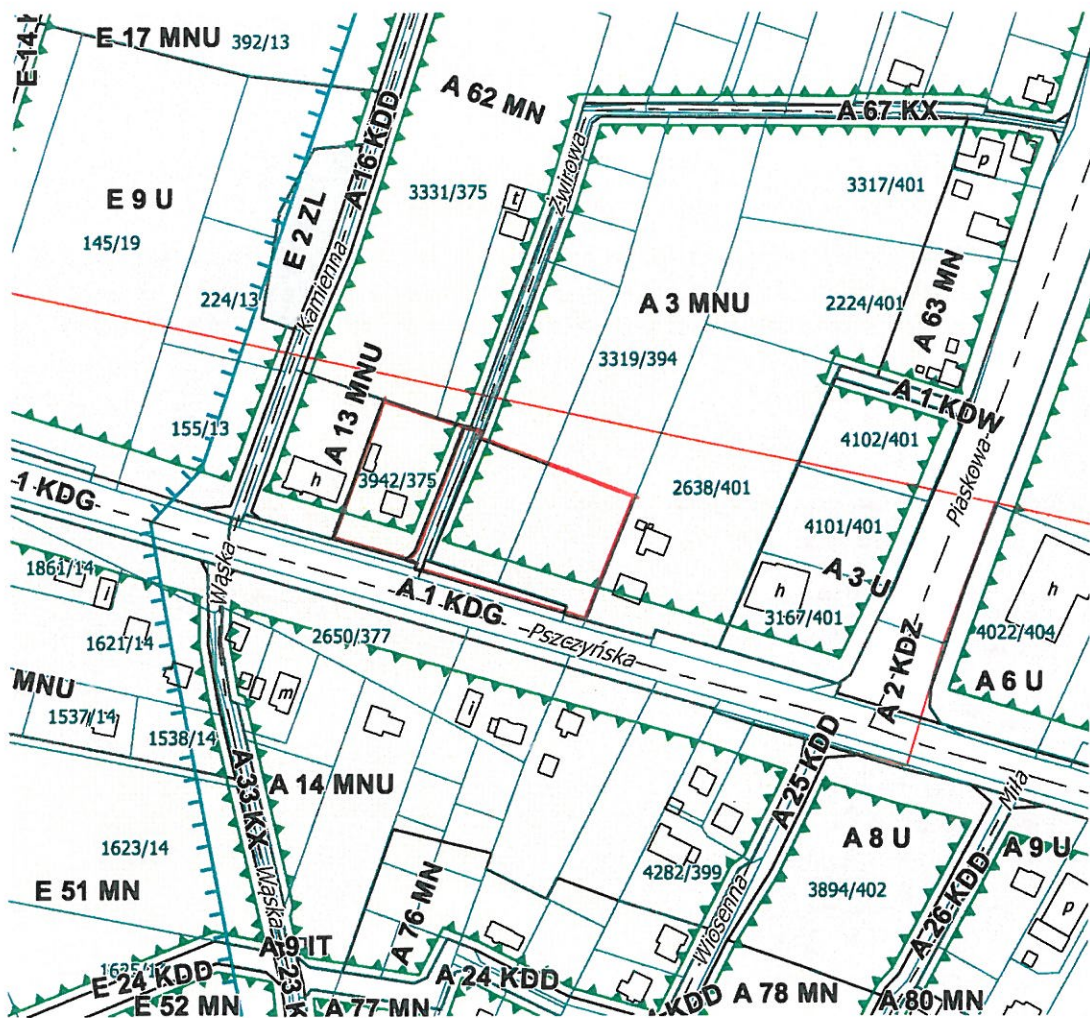 E 14
E 17 MNU
392/13
A 16 KDD
A 62 MN
A 67 KX
p
3317/401
E 9 U
E 2 ZL
3331/375
t
Żwirowa
145/19
Kamienna
224/13
A 3 MNU
2224/401
A 63 MN
3319/394
A 13 MNU
A 1 KDW
155/13
4102/401
Piaskowa
h
3942/375
2638/401
1 KDG
4101/401
Wąska
A 1 KDG
A 3 U
h
h
1861/14
i
Pszczyńska
3167/401
4022/404
1621/14
2650/377
MNU
m
i
A 2 KDZ
A 6 U
1537/14
1538/14
A 33 KX
A 14 MNU
A 25 KDD
Miła
1623/14
A 8 U
A 9 U
E 51 MN
Wąska
A 76 MN
4282/399
Wiosenna
3894/402
A 26 KDD
p
A 9 IT
E 24 KDD
23
A 24 KDD
KDD
A 78 MN
E 52 MN
A 77 MN
A 80 MN